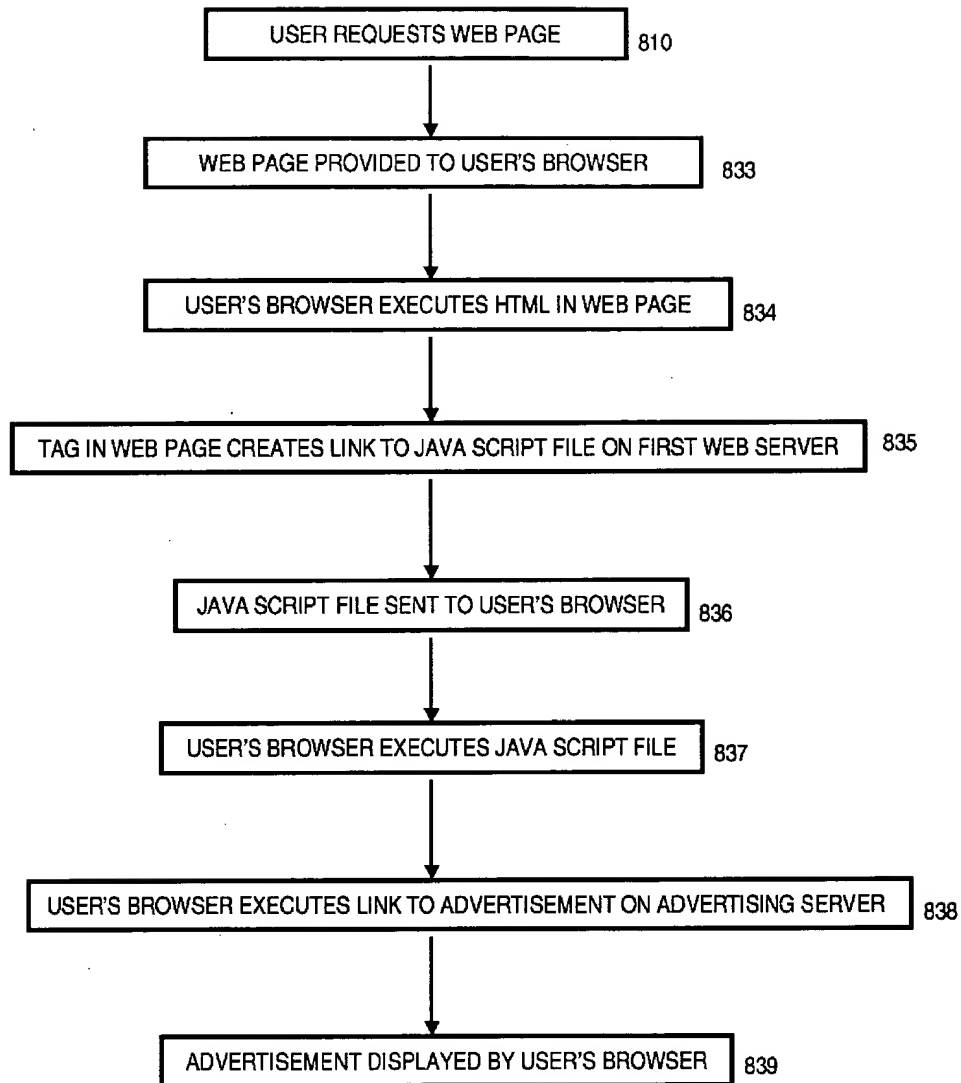 USER REQUESTS WEB PAGE 810
WEB PAGE PROVIDED TO USER'S BROWSER 833
USER'S BROWSER EXECUTES HTML IN WEB PAGE 834
TAG IN WEB PAGE CREATES LINK TO JAVA SCRIPT FILE ON FIRST WEB SERVER 835
JAVA SCRIPT FILE SENT TO USER'S BROWSER 836
USER'S BROWSER EXECUTES JAVA SCRIPT FILE 837
USER'S BROWSER EXECUTES LINK TO ADVERTISEMENT ON ADVERTISING SERVER 838
ADVERTISEMENT DISPLAYED BY USER'S BROWSER 839